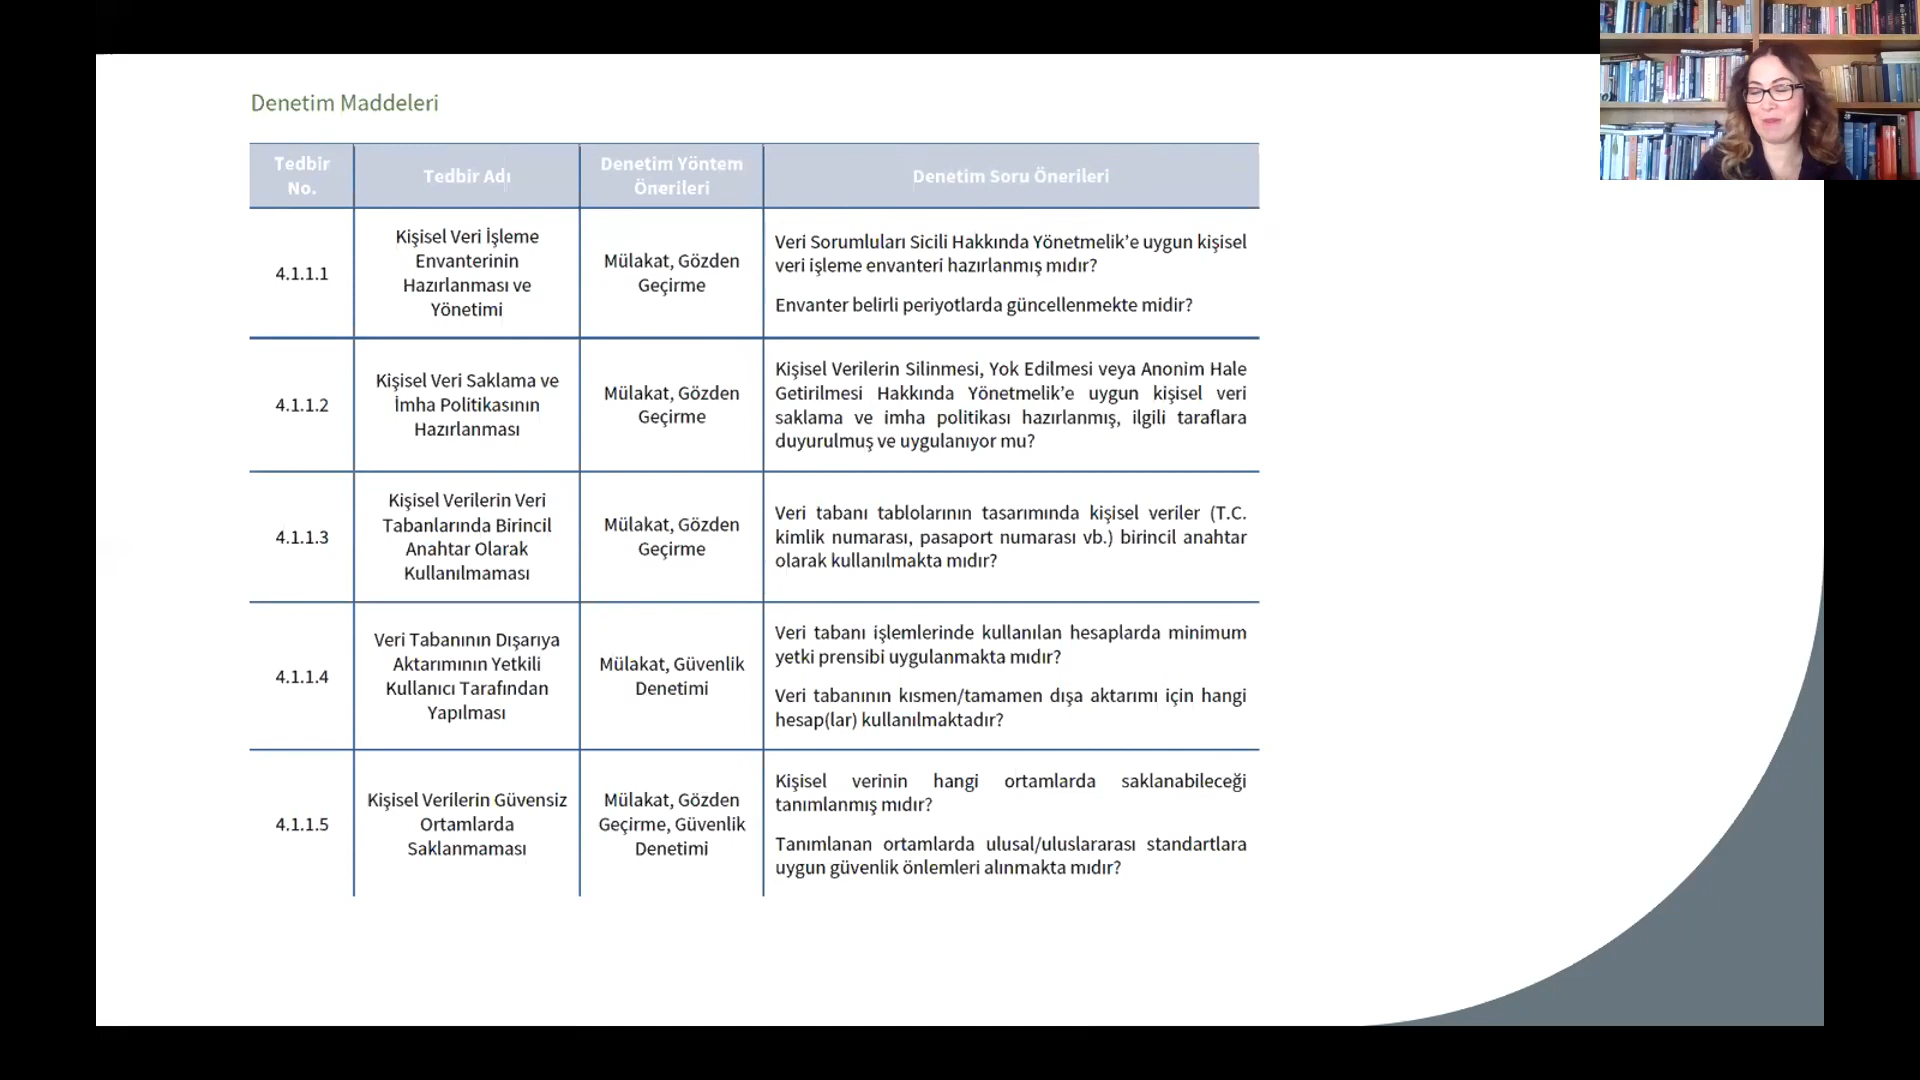 Denetim Maddeleri
Tedbir
No.
Tedbir Adı
Denetim Yöntem
Önerileri
Denetim Soru Önerileri
4.1.1.1
Kişisel Veri İşleme
Envanterinin
Hazırlanması ve
Yönetimi
Mülakat, Gözden
Geçirme
Veri Sorumluları Sicili Hakkında Yönetmelik’e uygun kişisel
veri işleme envanteri hazırlanmış mıdır?
Envanter belirli periyotlarda güncellenmekte midir?
4.1.1.2
Kişisel Veri Saklama ve
İmha Politikasının
Hazırlanması
Mülakat, Gözden
Geçirme
Kişisel Verilerin Silinmesi, Yok Edilmesi veya Anonim Hale
Getirilmesi Hakkında Yönetmelik’e uygun kişisel veri
saklama ve imha politikası hazırlanmış, ilgili taraflara
duyurulmuş ve uygulanıyor mu?
4.1.1.3
Kişisel Verilerin Veri
Tabanlarında Birincil
Anahtar Olarak
Kullanılmaması
Mülakat, Gözden
Geçirme
Veri tabanı tablolarının tasarımında kişisel veriler (T.C.
kimlik numarası, pasaport numarası vb.) birincil anahtar
olarak kullanılmakta mıdır?
4.1.1.4
Veri Tabanının Dışarıya
Aktarımının Yetkili
Kullanıcı Tarafından
Yapılması
Mülakat, Güvenlik
Denetimi
Veri tabanı işlemlerinde kullanılan hesaplarda minimum
yetki prensibi uygulanmakta mıdır?
Veri tabanının kısmen/tamamen dışa aktarımı için hangi
hesap(lar) kullanılmaktadır?
4.1.1.5
Kişisel Verilerin Güvensiz
Ortamlarda
Saklanmaması
Mülakat, Gözden
Geçirme, Güvenlik
Denetimi
Kişisel verinin hangi ortamlarda saklanabileceği
tanımlanmış mıdır?
Tanımlanan ortamlarda ulusal/uluslararası standartlara
uygun güvenlik önlemleri alınmakta mıdır?